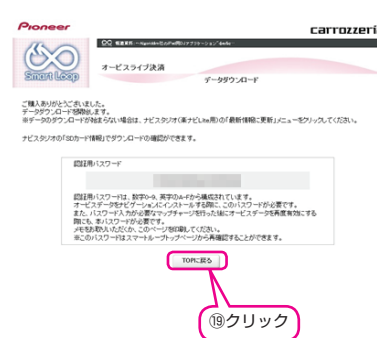 Pioneer
carrozzeri
Smart Loop
オービスライブ決済
データダウンロード
ご購入ありがとうございました。
データダウンロードを開始します。
※データのダウンロードが始まらない場合は、ナビスタジオ(楽ナビLite用)の「最新情報に更新」メニューをクリックしてください。
ナビスタジオの「SDカード情報」でダウンロードの確認ができます。
認証用パスワード
認証用パスワードは、数字0-9、英字のA-Fから構成されています。
オービスデータをナビゲーションにインストールする際に、このパスワードが必要です。
また、パスワード入力が必要なマップチャージを行った後にオービスデータを再度有効にする
際にも、本パスワードが必要です。
メモをお取りいただくか、このページを印刷してください。
※このパスワードはスマートループトップページから再確認することができます。
TOPに戻る
⑲クリック